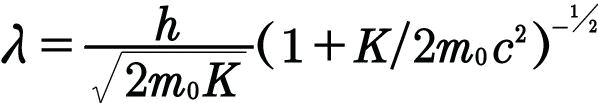 λ = h/√(2m₀K) (1 + K/2m₀c²)^(-1/2)